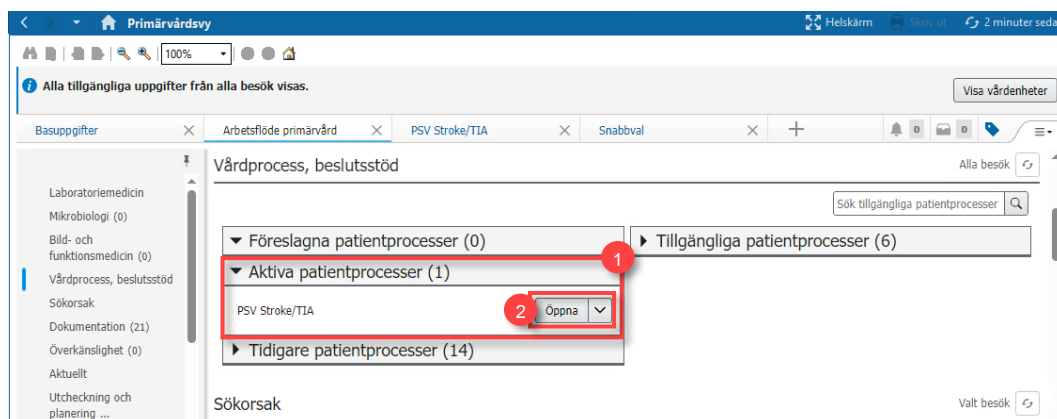 Primärvårdsvy
Helskärm
Skriv ut
2 minuter seda
100%
Alla tillgängliga uppgifter från alla besök visas.
Visa vårdenheter
Basuppgifter
Arbetsflöde primärvård
PSV Stroke/TIA
Snabbval
0
0
Laboratoriemedicin
Mikrobiologi (0)
Bild- och
funktionsmedicin (0)
Vårdprocess, beslutsstöd
Sökorsak
Dokumentation (21)
Överkänslighet (0)
Aktuellt
Utcheckning och
planering ...
Vårdprocess, beslutsstöd
Alla besök
Sök tillgängliga patientprocesser
Föreslagna patientprocesser (0)
Tillgängliga patientprocesser (6)
Aktiva patientprocesser (1)
1
PSV Stroke/TIA
2
Öppna
Tidigare patientprocesser (14)
Sökorsak
Valt besök